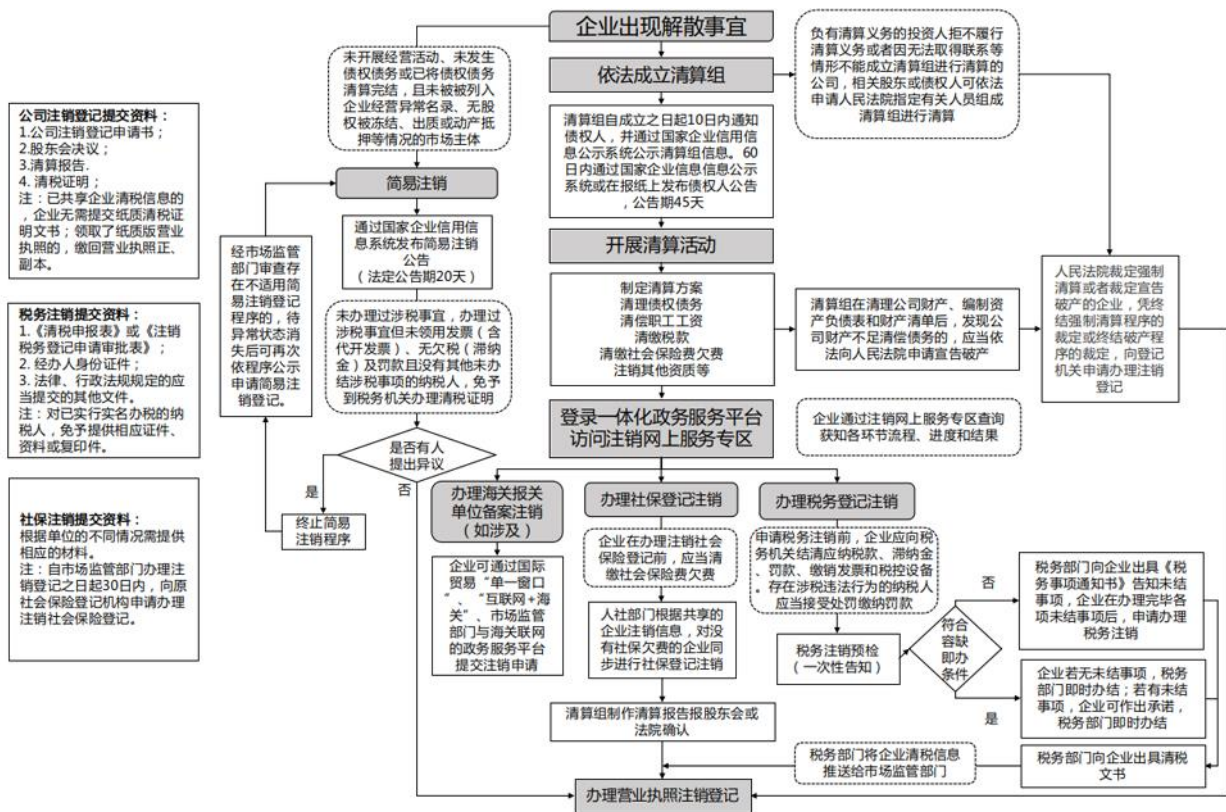 企业出现解散事宜
未开展经营活动、未发生
债权债务或已将债权债务
清算完结，且未被被列入
企业经营异常名录、无股
权被冻结、出质或动产抵
押等情况的市场主体
依法成立清算组
负有清算义务的投资人拒不履行
清算义务或者因无法取得联系等
情形不能成立清算组进行清算的
公司，相关股东或债权人可依法
申请人民法院指定有关人员组成
清算组进行清算
公司注销登记提交资料：
1.公司注销登记申请书；
2.股东会决议；
3.清算报告.
4. 清税证明；
注：已共享企业清税信息的
，企业无需提交纸质清税证
明文书；领取了纸质版营业
执照的，缴回营业执照正、
副本。
清算组自成立之日起10日内通知
债权人，并通过国家企业信用信
息公示系统公示清算组信息。60
日内通过国家企业信息信息公示
系统或在报纸上发布债权人公告
，公告期45天
简易注销
通过国家企业信用信
息系统发布简易注销
公告
（法定公告期20天）
开展清算活动
经市场监管
部门审查存
在不适用简
易注销登记
程序的，待
异常状态消
失后可再次
依程序公示
申请简易注
销登记。
制定清算方案
清理债权债务
清偿职工工资
清缴税款
清缴社会保险费欠费
注销其他资质等
清算组在清理公司财产、编制资
产负债表和财产清单后，发现公
司财产不足清偿债务的，应当依
法向人民法院申请宣告破产
人民法院裁定强制
清算或者裁定宣告
破产的企业，凭终
结强制清算程序的
裁定或终结破产程
序的裁定，向登记
机关申请办理注销
登记
税务注销提交资料：
1.《清税申报表》或《注销
税务登记申请审批表》；
2. 经办人身份证件；
3. 法律、行政法规规定的应
当提交的其他文件。
注：对已实行实名办税的纳
税人，免予提供相应证件、
资料或复印件。
未办理过涉税事宜，办理过
涉税事宜但未领用发票（含
代开发票）、无欠税（滞纳
金）及罚款且没有其他未办
结涉税事项的纳税人，免予
到税务机关办理清税证明
登录一体化政务服务平台
访问注销网上服务专区
企业通过注销网上服务专区查询
获知各环节流程、进度和结果
是否有人
提出异议
是
否
终止简易
注销程序
社保注销提交资料：
根据单位的不同情况需提供
相应的材料。
注：自市场监管部门办理注
销登记之日起30日内，向原
社会保险登记机构申请办理
注销社会保险登记。
办理海关报关
单位备案注销
（如涉及）
办理社保登记注销
办理税务登记注销
企业可通过国际
贸易“单一窗口
”、“互联网+海
关”、市场监管
部门与海关联网
的政务服务平台
提交注销申请
企业在办理注销社会
保险登记前，应当清
缴社会保险费欠费
申请税务注销前，企业应向税
务机关结清应纳税款、滞纳金
、罚款、缴销发票和税控设备
。存在涉税违法行为的纳税人
应当接受处罚缴纳罚款
人社部门根据共享的
企业注销信息，对没
有社保欠费的企业同
步进行社保登记注销
税务注销预检
（一次性告知）
符合
容缺
即办
条件
否
税务部门向企业出具《税
务事项通知书》告知未结
事项，企业在办理完毕各
项未结事项后，申请办理
税务注销
是
企业若无未结事项，税务
部门即时办结；若有未结
事项，企业可作出承诺，
税务部门即时办结
清算组制作清算报告报股东会或
法院确认
税务部门将企业清税信息
推送给市场监管部门
税务部门向企业出具清税
文书
办理营业执照注销登记